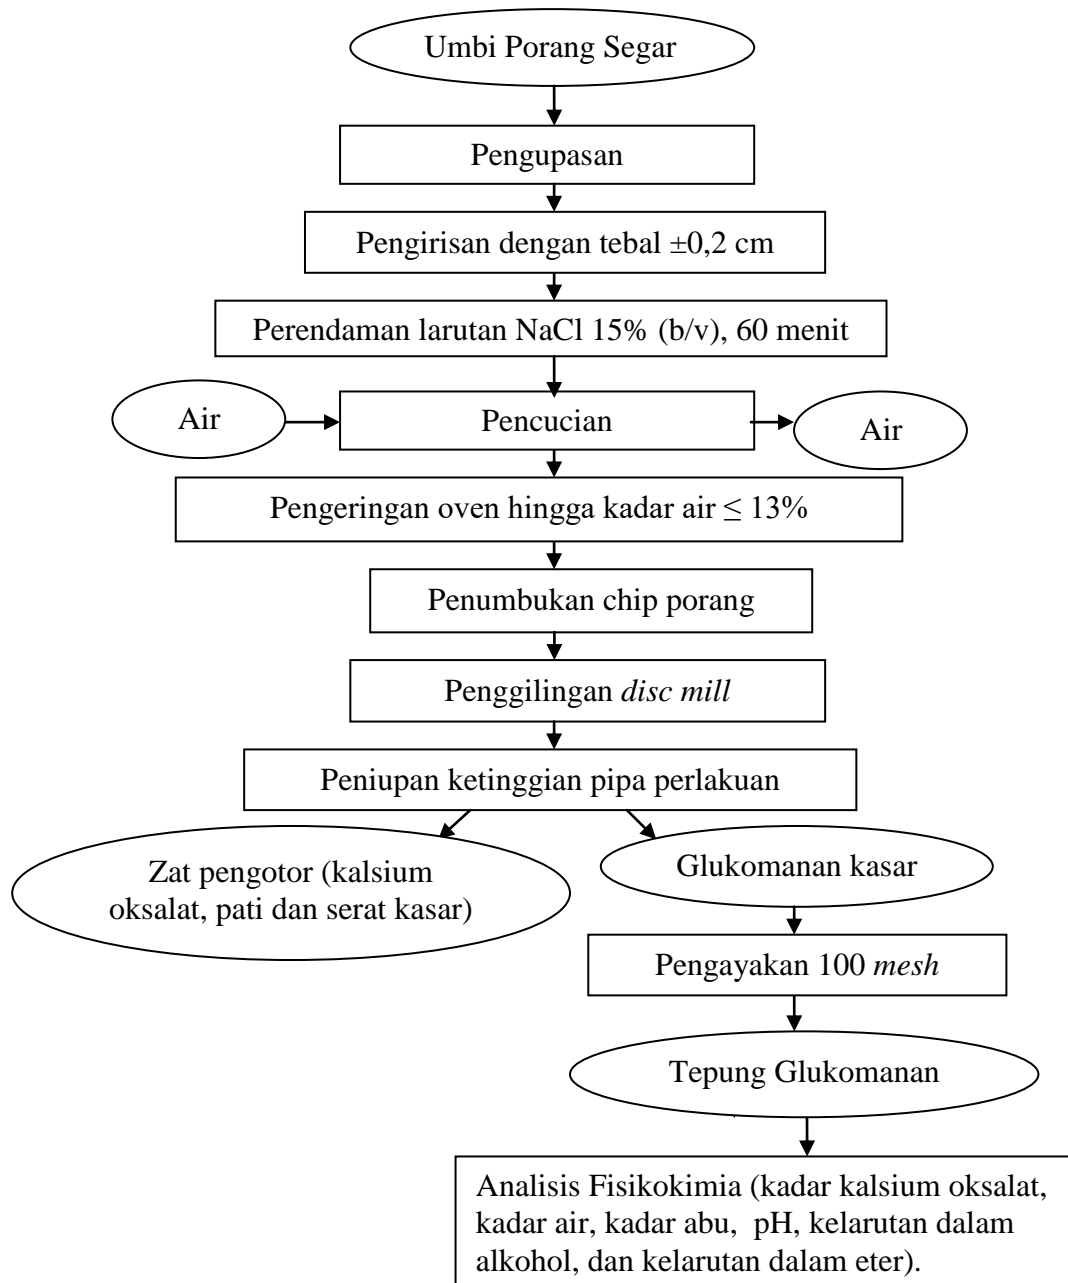 Umbi Porang Segar
Pengupasan
Pengirisan dengan tebal ±0,2 cm
Perendaman larutan NaCl 15% (b/v), 60 menit
Air
Pencucian
Air
Pengeringan oven hingga kadar air ≤ 13%
Penumbukan chip porang
Penggilingan disc mill
Peniupan ketinggian pipa perlakuan
Zat pengotor (kalsium
oksalat, pati dan serat kasar)
Glukomanan kasar
Pengayakan 100 mesh
Tepung Glukomanan
Analisis Fisikokimia (kadar kalsium oksalat,
kadar air, kadar abu, pH, kelarutan dalam
alkohol, dan kelarutan dalam eter).